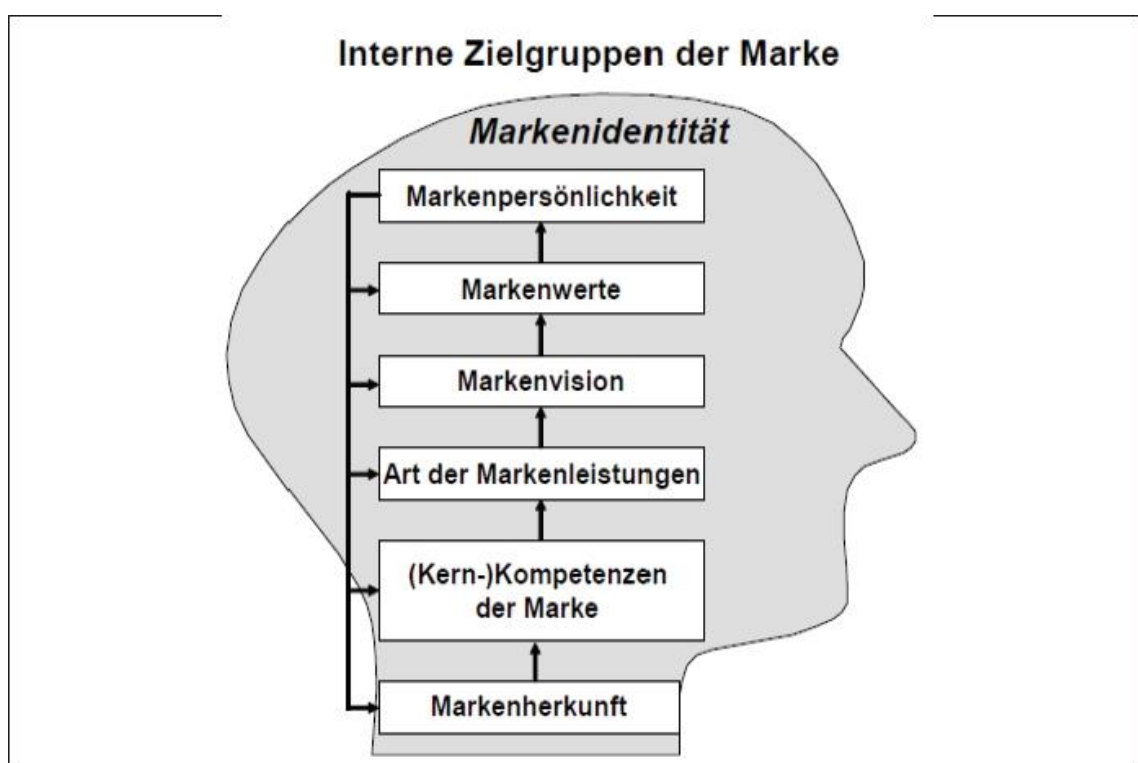 Interne Zielgruppen der Marke
Markenidentität
Markenpersönlichkeit
Markenwerte
Markenvision
Art der Markenleistungen
(Kern-)Kompetenzen
der Marke
Markenherkunft